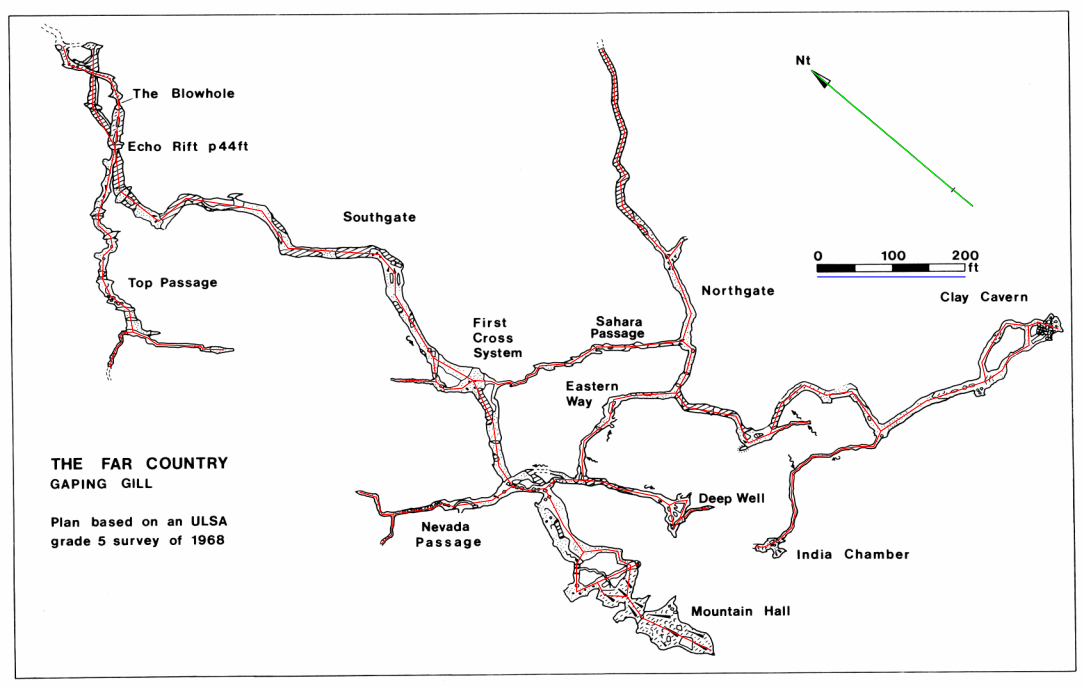 Nt
The Blowhole
Echo Rift p44ft
Southgate
0 100 200
ft
Top Passage
Northgate
Clay Cavern
First
Cross
System
Sahara
Passage
Eastern
Way
THE FAR COUNTRY
GAPING GILL
Deep Well
Plan based on an ULSA
grade 5 survey of 1968
Nevada
Passage
India Chamber
Mountain Hall